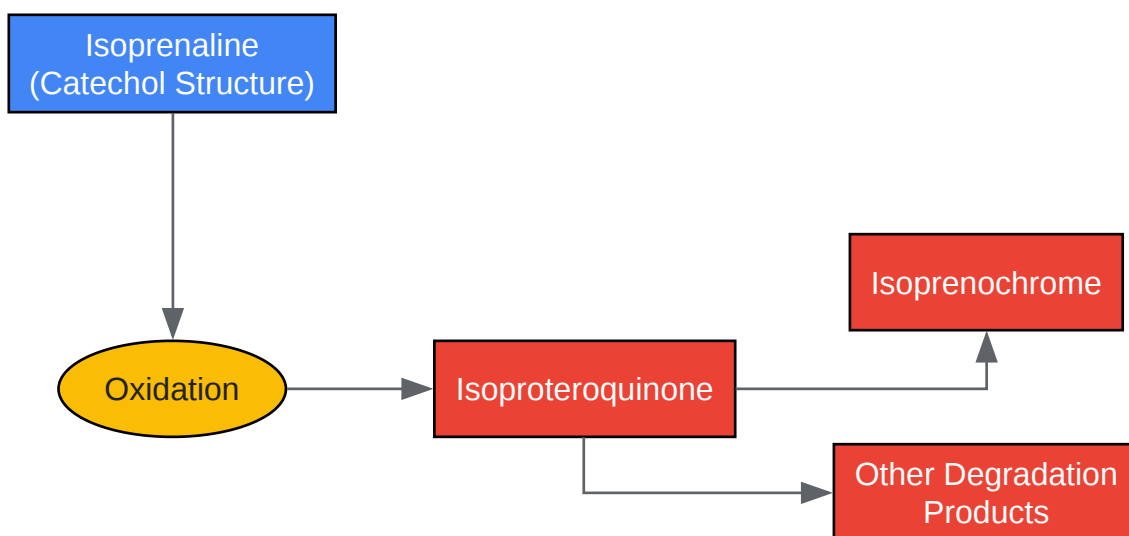 Isoprenaline
(Catechol Structure)
Isoprenochrome
Oxidation
Isoproteroquinone
Other Degradation
Products